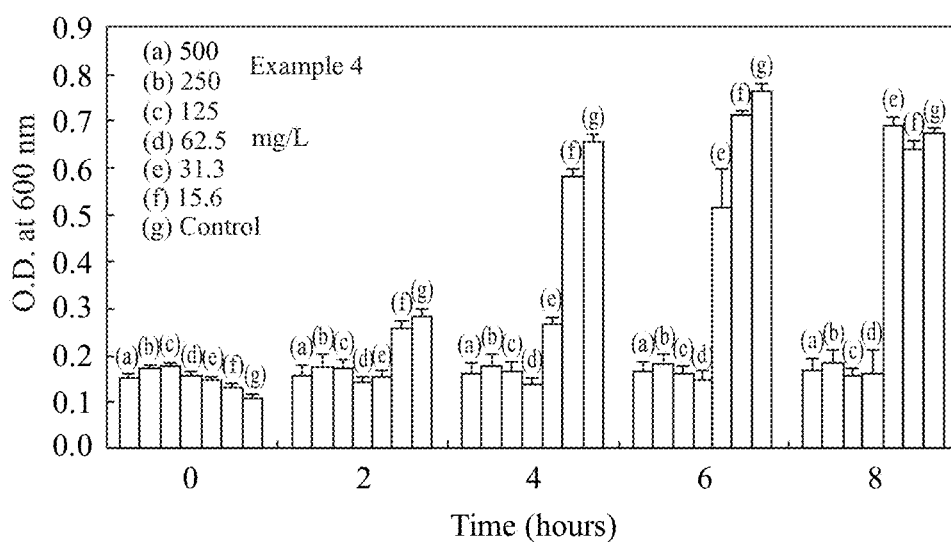 0.9
0.8
0.7
0.6
0.5
0.4
0.3
0.2
0.1
0.0
O.D. at 600 nm
(a) 500
(b) 250
(c) 125
(d) 62.5
(e) 31.3
(f) 15.6
(g) Control
Example 4
mg/L
(a) (b) (c) (d) (e) (f) (g)
(a) (b) (c) (d) (e) (f) (g)
(a) (b) (c) (d) (e) (f) (g)
(a) (b) (c) (d) (e) (f) (g)
(a) (b) (c) (d) (e) (f) (g)
0 2 4 6 8
Time (hours)